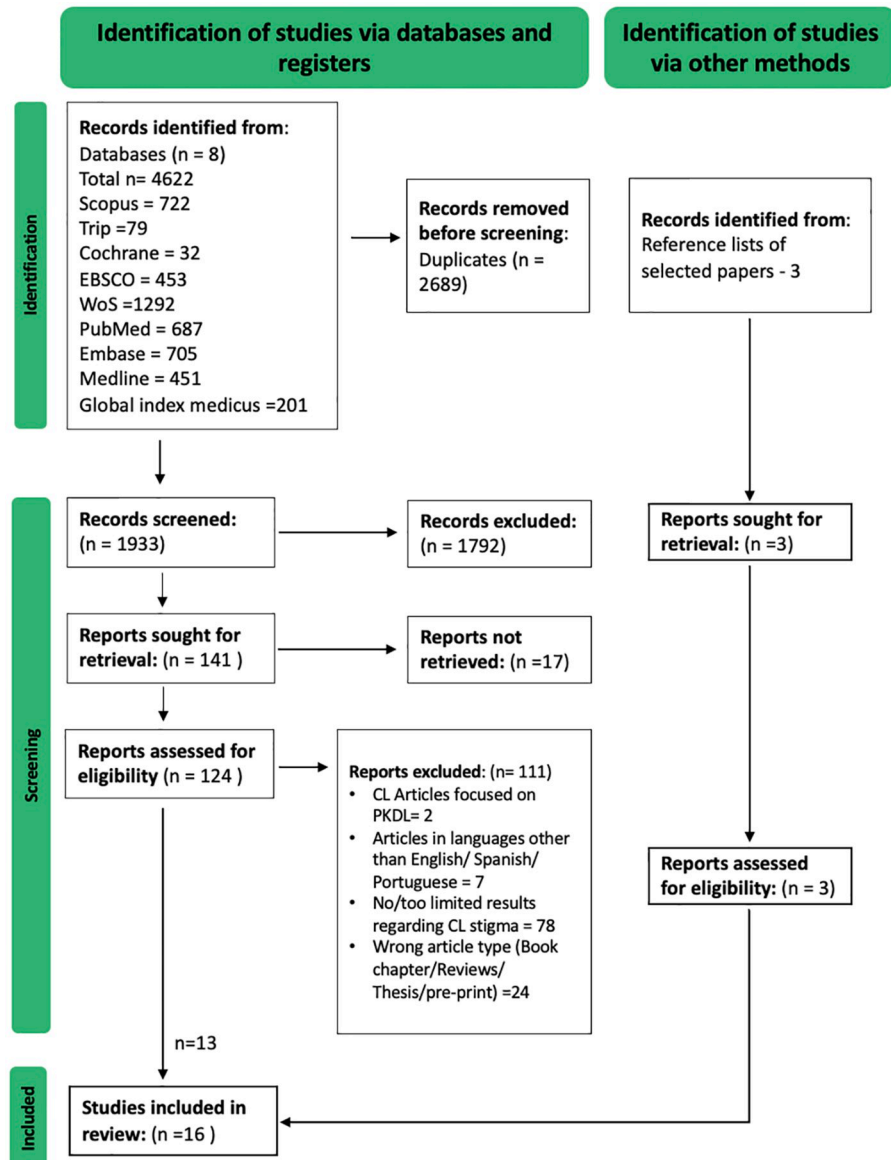 Identification of studies via databases and
registers
Identification of studies
via other methods
Identification
Records identified from:
Databases (n = 8)
Total n= 4622
Scopus = 722
Trip =79
Cochrane = 32
EBSCO = 453
WoS =1292
PubMed = 687
Embase = 705
Medline = 451
Global index medicus =201
Records removed
before screening:
Duplicates (n =
2689)
Records identified from:
Reference lists of
selected papers - 3
Screening
Records screened:
(n = 1933)
Records excluded:
(n = 1792)
Reports sought for
retrieval: (n =3)
Reports sought for
retrieval: (n = 141 )
Reports not
retrieved: (n =17)
Reports assessed for
eligibility (n = 124 )
Reports excluded: (n= 111)
• CL Articles focused on
PKDL= 2
• Articles in languages other
than English/ Spanish/
Portuguese = 7
• No/too limited results
regarding CL stigma = 78
• Wrong article type (Book
chapter/Reviews/
Thesis/pre-print) =24
Reports assessed
for eligibility: (n = 3)
n=13
Included
Studies included in
review: (n =16 )